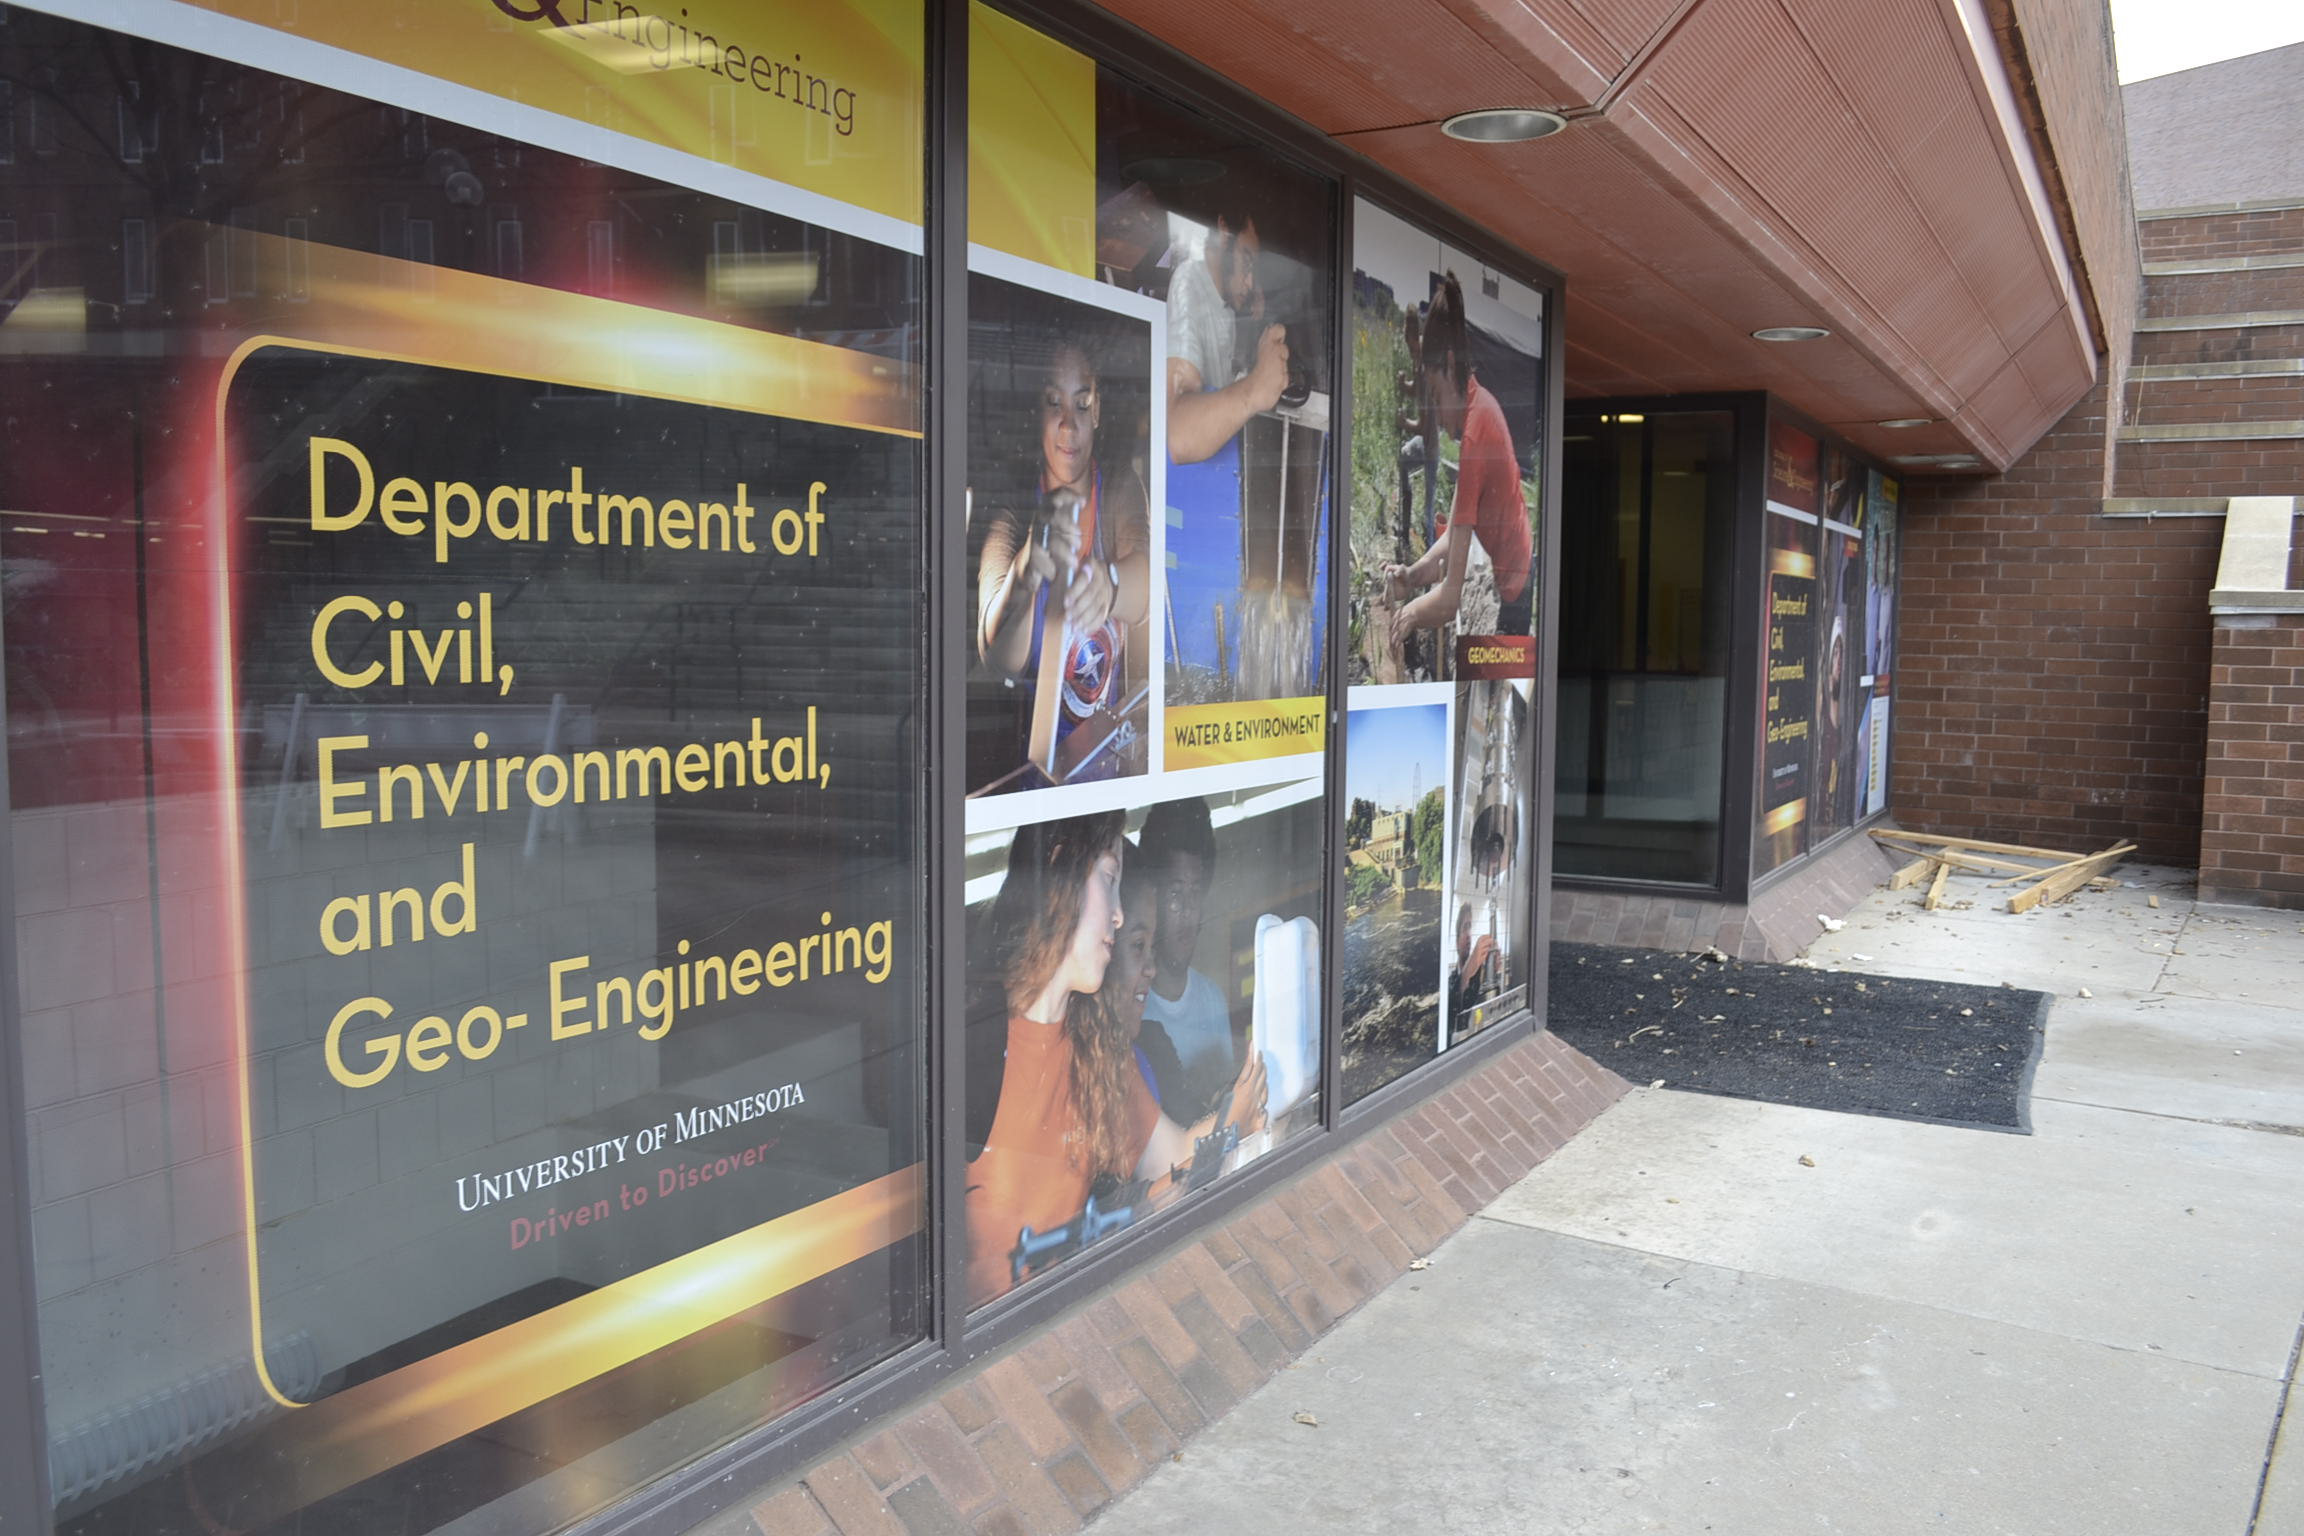 & Engineering
Department of
Civil,
Environmental,
and
Geo-Engineering
UNIVERSITY OF MINNESOTA
Driven to Discover
WATER & ENVIRONMENT
GEOMECHANICS
Department of
Civil,
Environmental,
and
Geo-Engineering